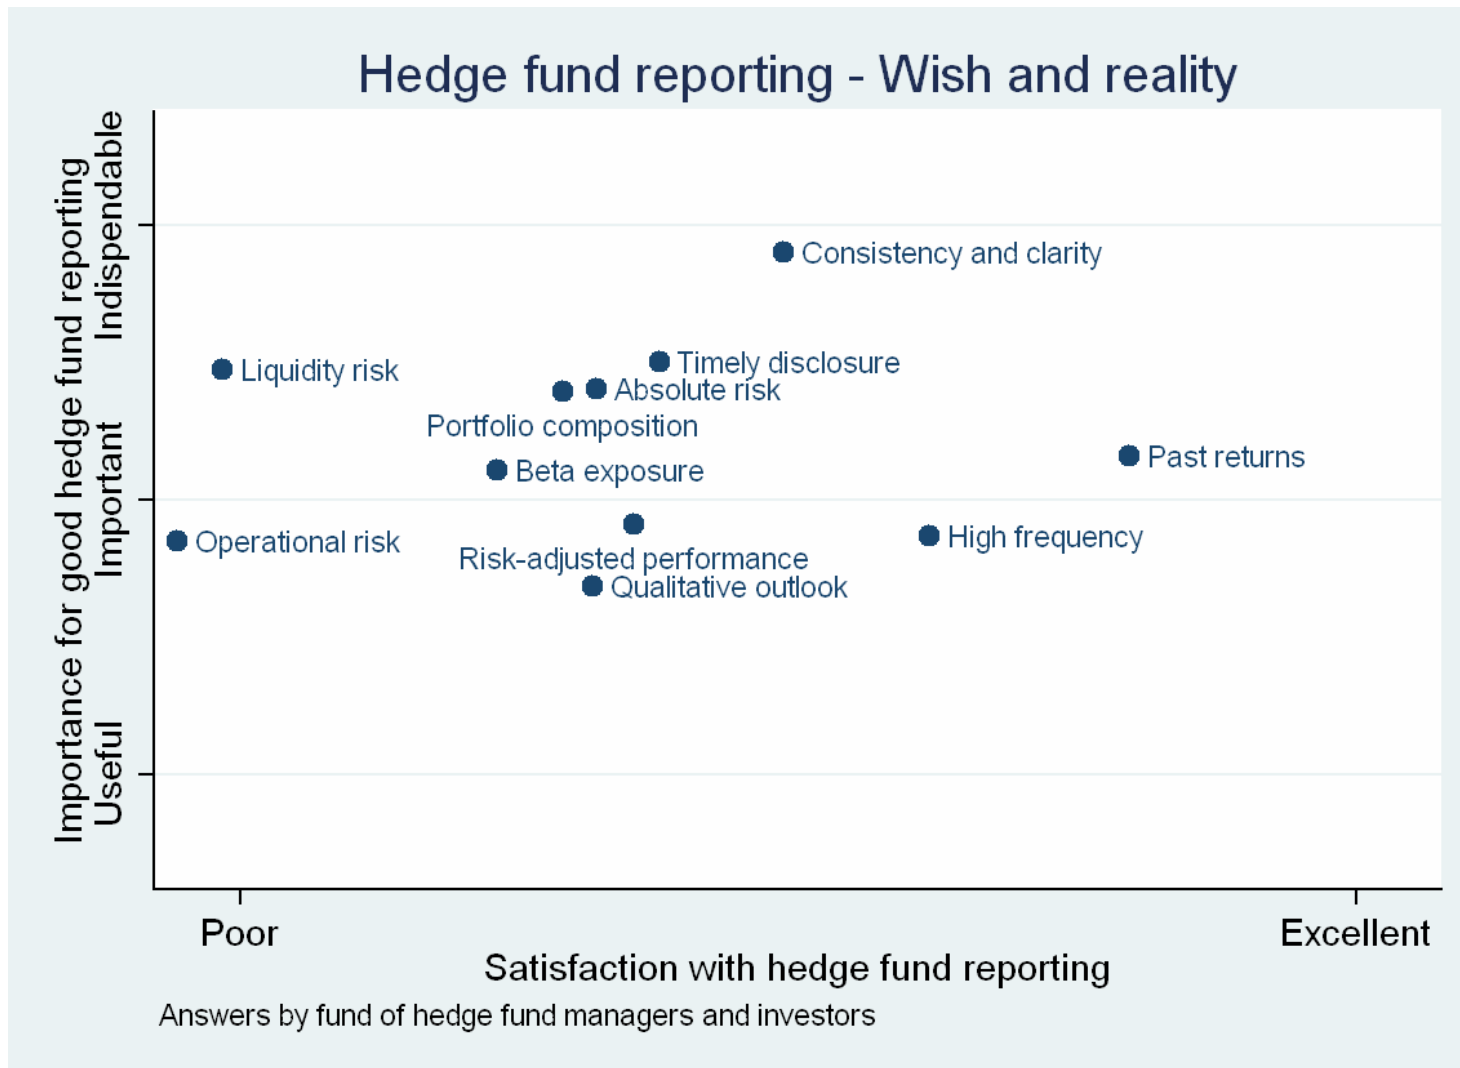 Hedge fund reporting - Wish and reality
Importance for good hedge fund reporting
Indispendable
Important
Useful
Consistency and clarity
Timely disclosure
Liquidity risk
Absolute risk
Portfolio composition
Past returns
Beta exposure
High frequency
Operational risk
Risk-adjusted performance
Qualitative outlook
Poor
Excellent
Satisfaction with hedge fund reporting
Answers by fund of hedge fund managers and investors